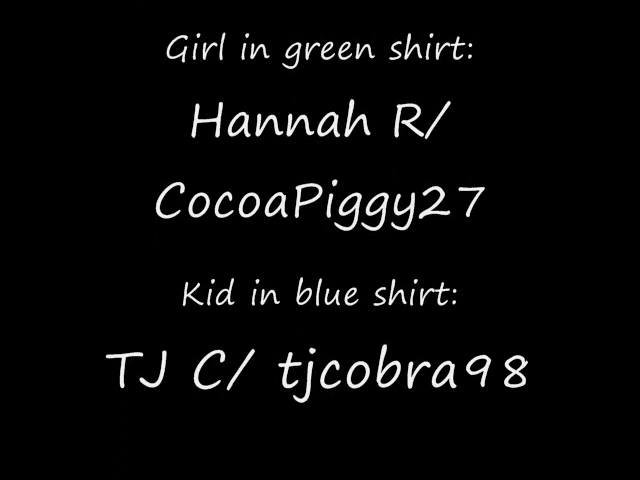 Girl in green shirt:
Hannah R/
CocoaPiggy27
Kid in blue shirt:
TJ C/ tjcobra98